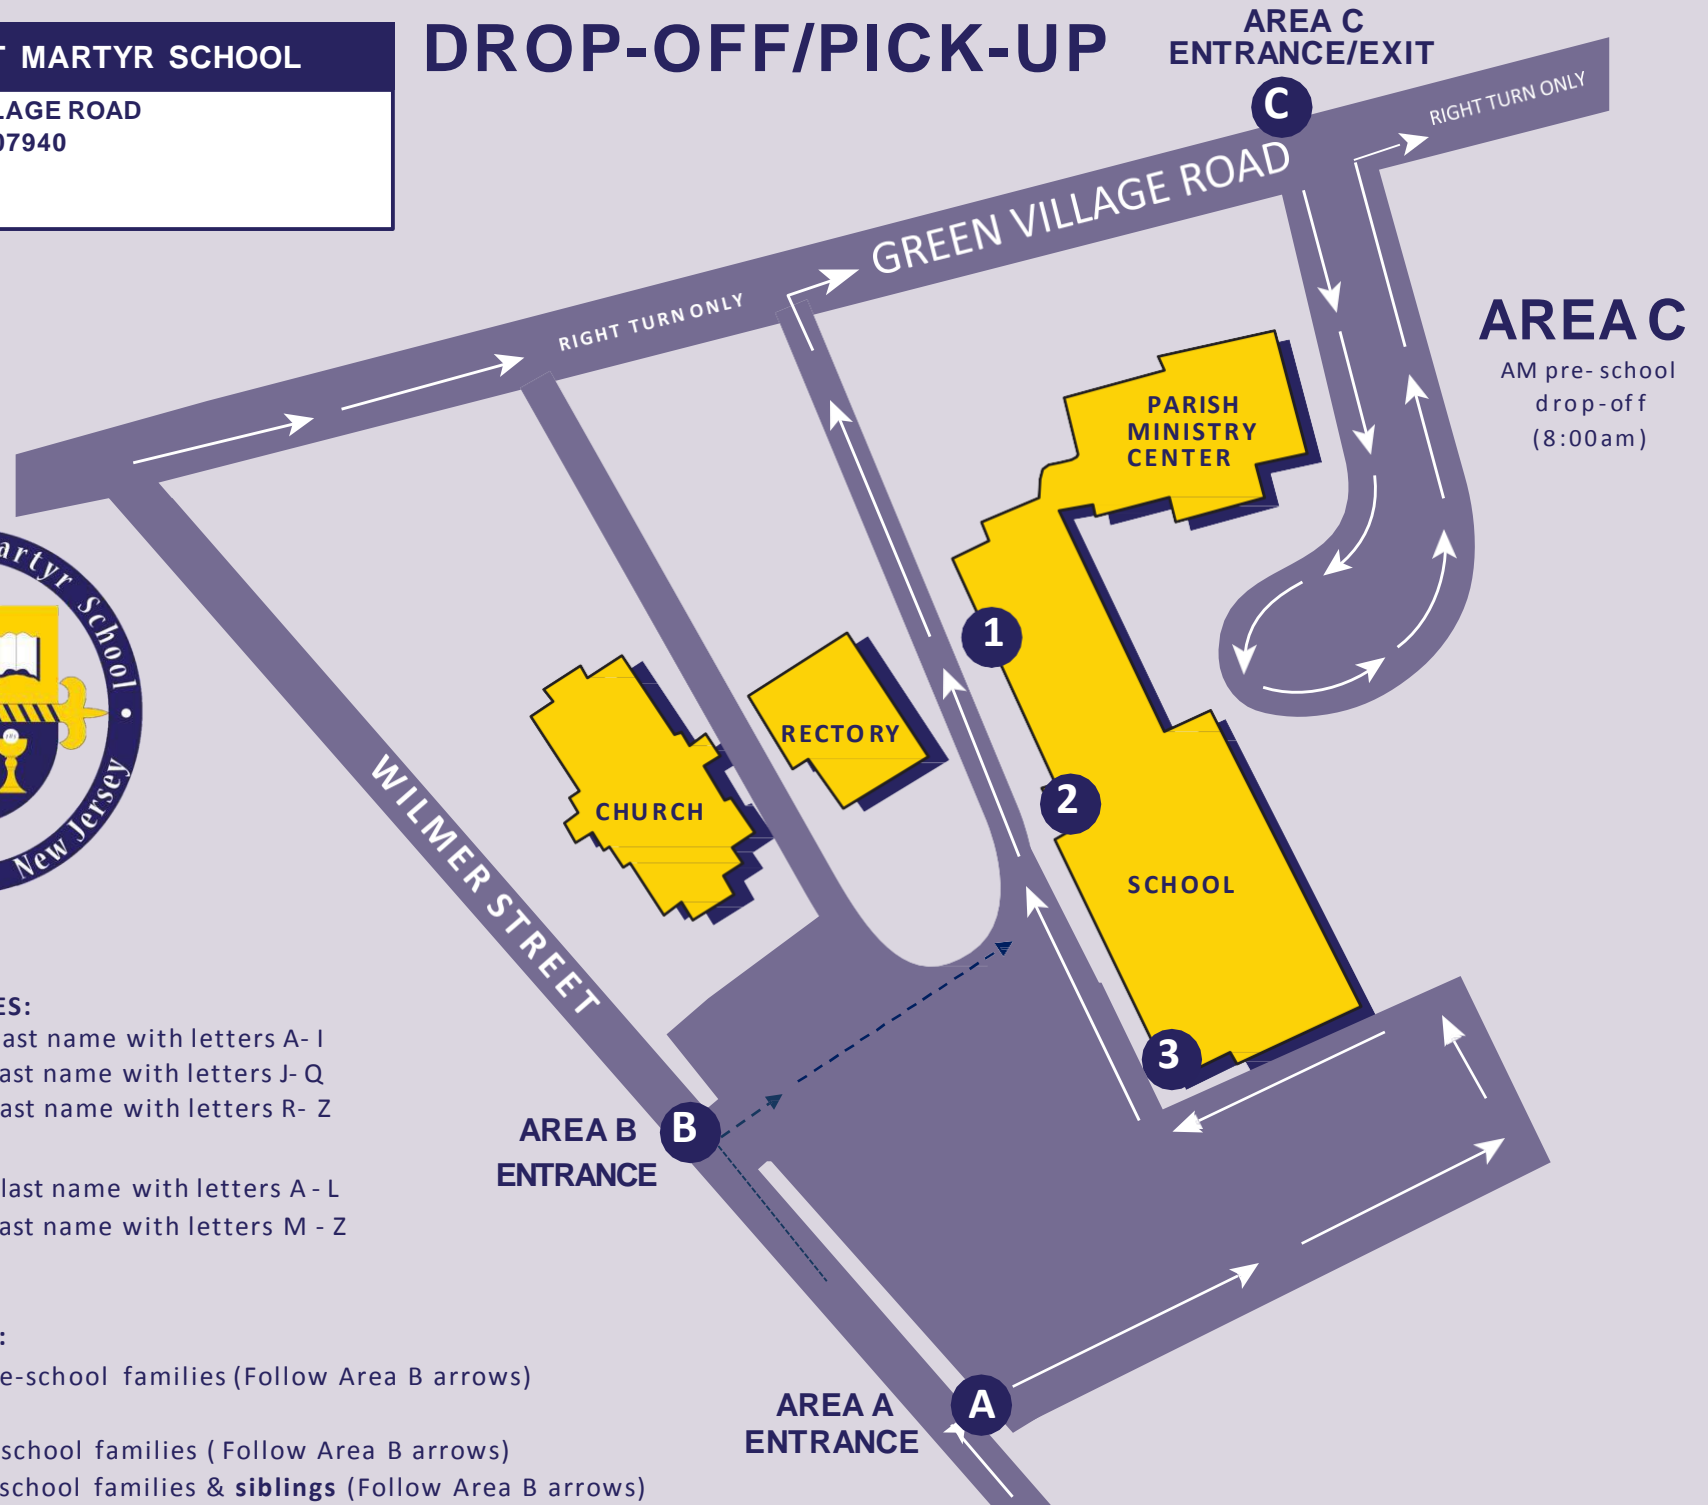 T MARTYR SCHOOL
LAGE ROAD
07940
DROP-OFF/PICK-UP
AREA C
ENTRANCE/EXIT
C
RIGHT TURN ONLY
GREEN VILLAGE ROAD
RIGHT TURN ONLY
AREA C
AM pre-school
drop-off
(8:00am)
PARISH
MINISTRY
CENTER
artyr School •
New Jersey
1
RECTORY
2
CHURCH
SCHOOL
WILMER STREET
3
ES:
ast name with letters A-I
ast name with letters J-Q
ast name with letters R-Z
last name with letters A - L
ast name with letters M - Z
AREA B
ENTRANCE
B
:
e-school families (Follow Area B arrows)
school families ( Follow Area B arrows)
school families & siblings (Follow Area B arrows)
AREA A
ENTRANCE
A